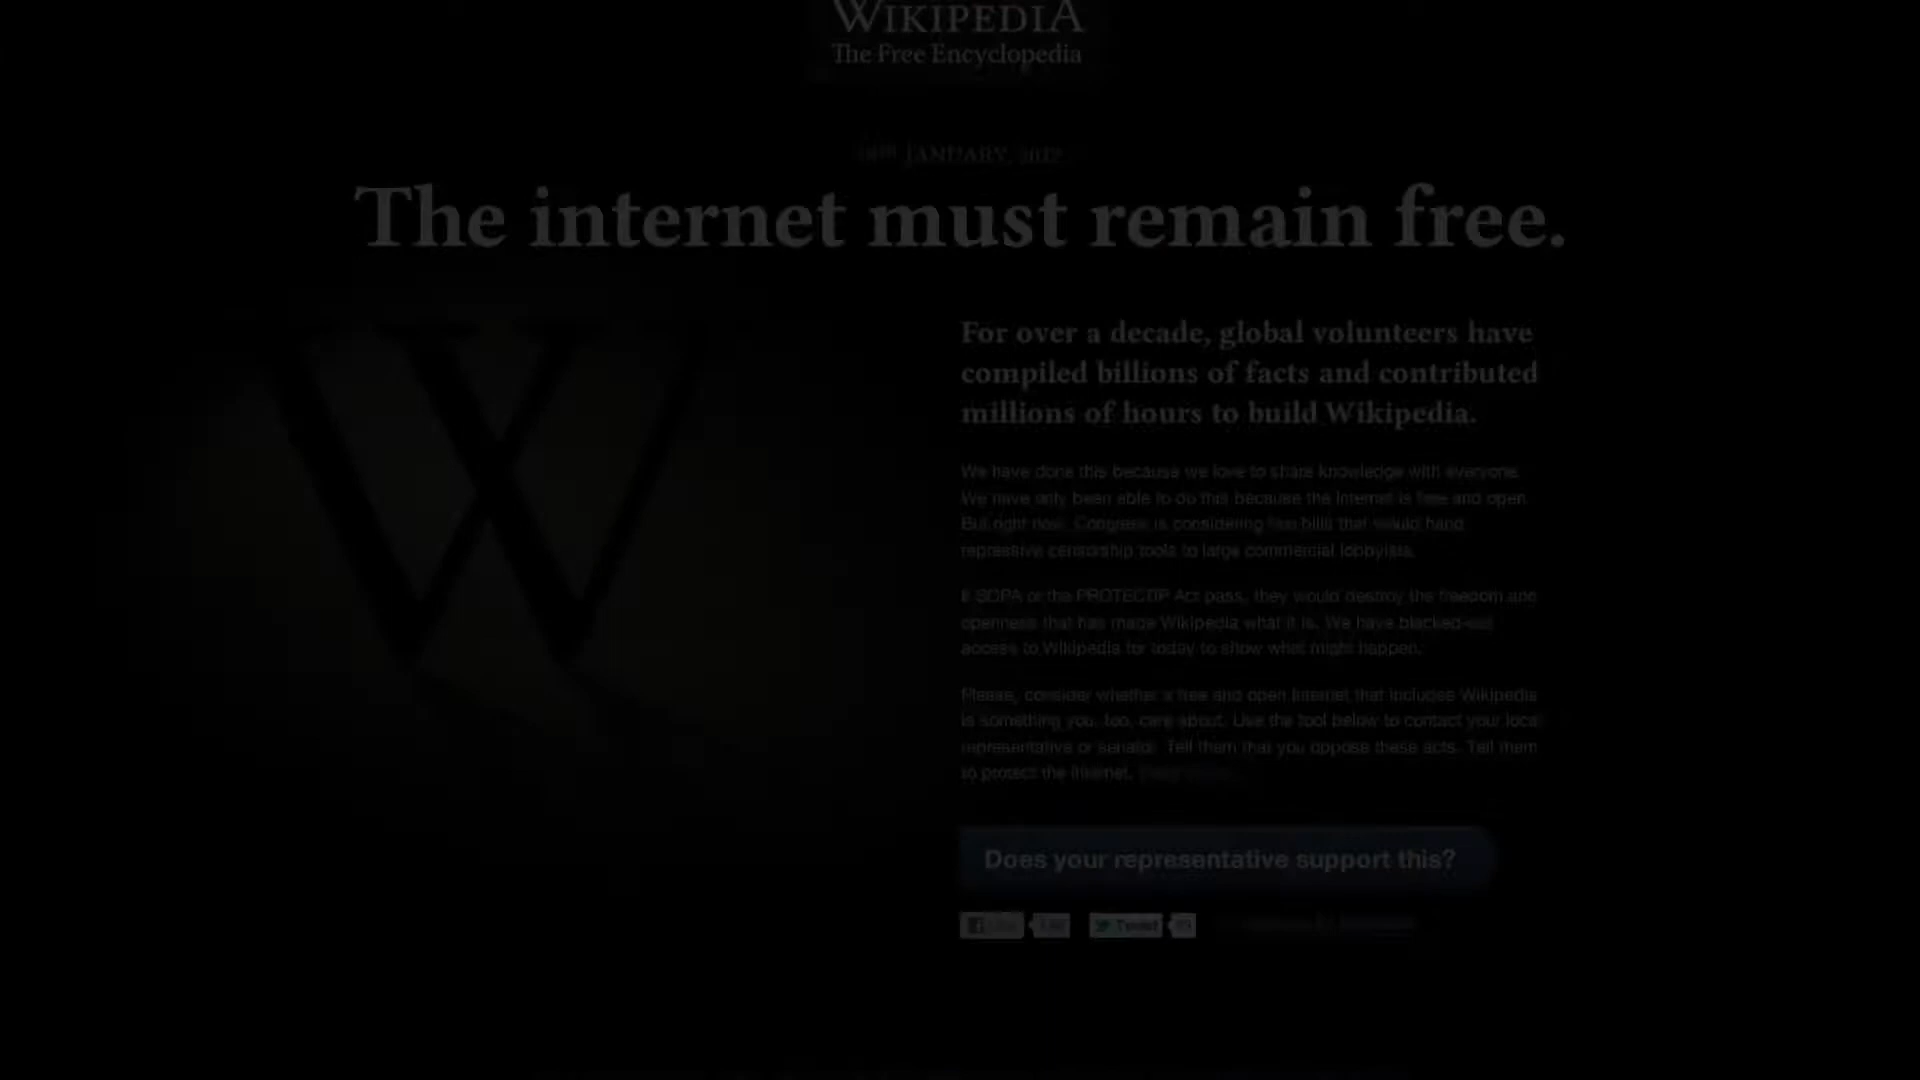 WIKIPEDIA
The Free Encyclopedia
JANUARY, 2012
The internet must remain free.
For over a decade, global volunteers have
compiled billions of facts and contributed
millions of hours to build Wikipedia.
We have done this because we love to share knowledge with everyone.
We have only been able to do this because the Internet is free and open.
But right now, Congress is considering two bills that would hand
repressive censorship tools to large commercial lobbyists.
If SOPA or the PROTECTIP Act pass, they would destroy the freedom and
openness that has made Wikipedia what it is. We have blacked-out
access to Wikipedia for today to show what might happen.
Please, consider whether a free and open Internet that includes Wikipedia
is something you, too, care about. Use the tool below to contact your local
representative or senator. Tell them that you oppose these acts. Tell them
to protect the Internet.
Does your representative support this?
Tweet